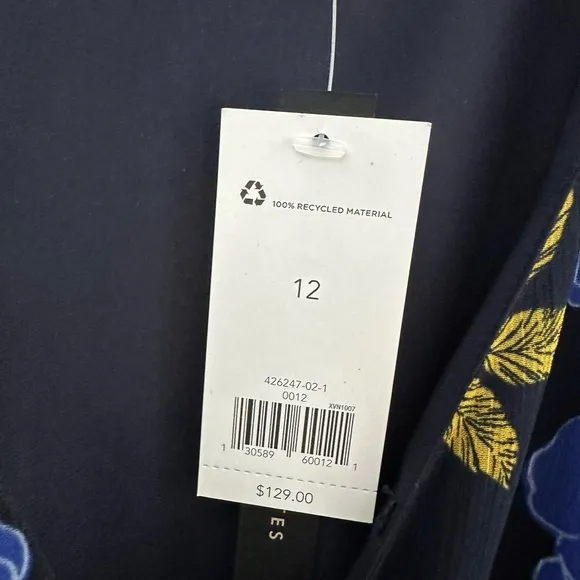 100% RECYCLED MATERIAL
12
426247-02-1
0012
XVN1007
1 30589 60012 1
$129.00